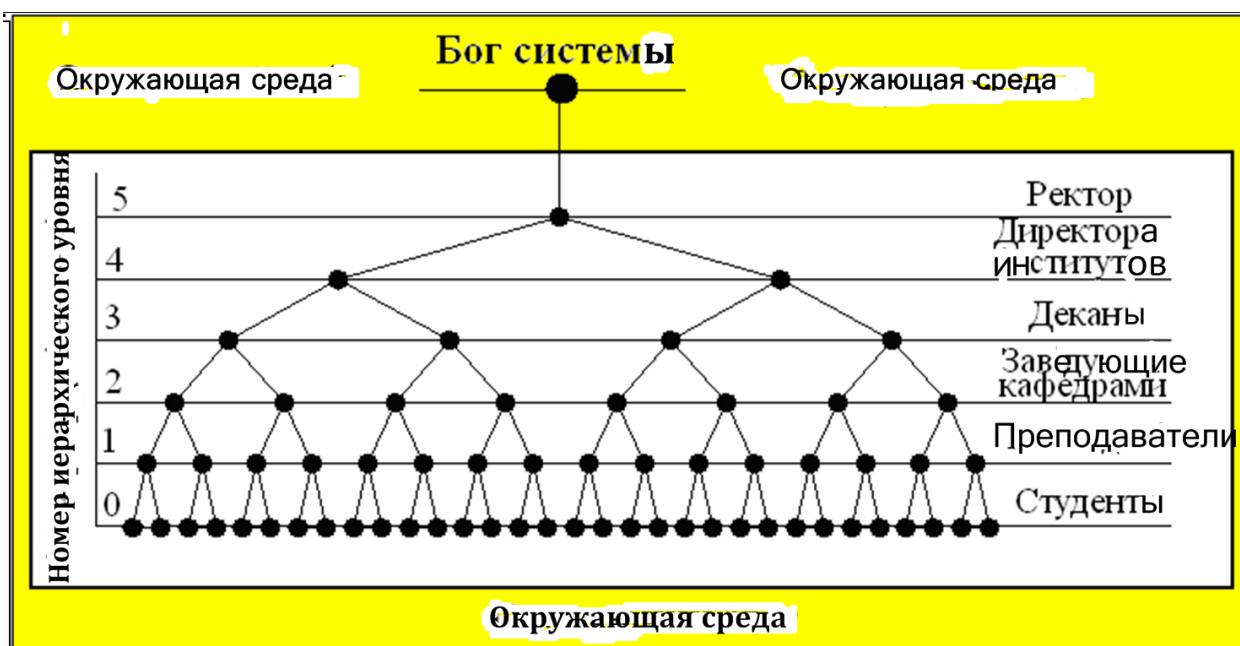 Бог системы
Окружающая среда
Окружающая среда
Номер иерархического уровня
5
Ректор
Директора
институтов
4
3
Деканы
Заведующие
кафедрами
2
1
Преподаватели
0
Студенты
Окружающая среда